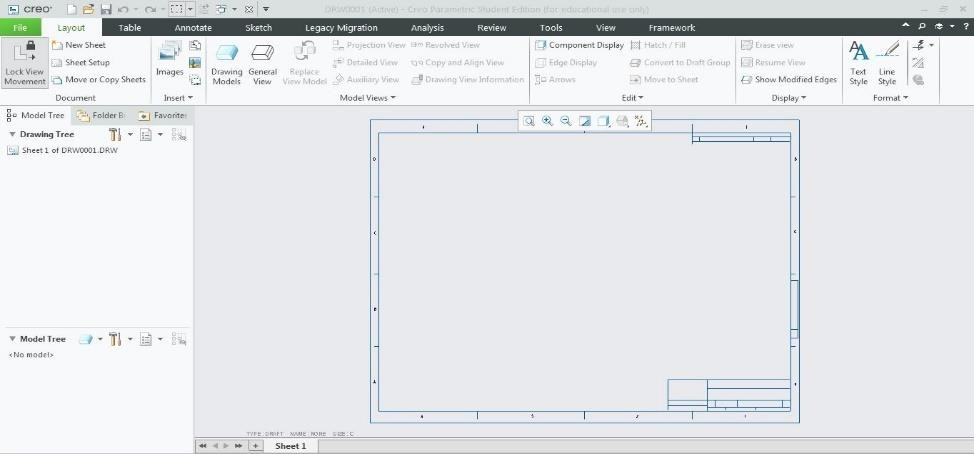 creo DRW0001 (Active) - Creo Parametric Student Edition (for educational use only)
File Layout Table Annotate Sketch Legacy Migration Analysis Review Tools View Framework
Lock View Movement
New Sheet
Sheet Setup
Move or Copy Sheets
Document
Images
Insert
Drawing Models
General View
Replace View Model
Projection View
Detailed View
Auxiliary View
Revolved View
Copy and Align View
Drawing View Information
Model Views
Component Display
Edge Display
Arrows
Hatch / Fill
Convert to Draft Group
Move to Sheet
Edit
Erase view
Resume View
Show Modified Edges
Display
Text Style
Line Style
Format
Model Tree Folder B Favorite
Drawing Tree
Sheet 1 of DRW0001.DRW
Model Tree
<No model>
TYPE:DRAFT NAME:NONE SIZE:C
Sheet 1